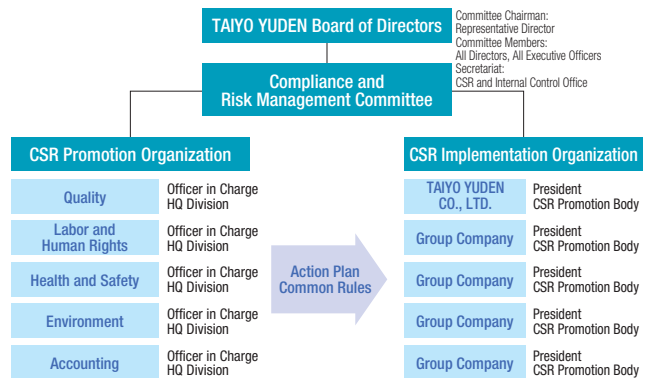 TAIYO YUDEN Board of Directors
Committee Chairman:
Representative Director
Committee Members:
All Directors, All Executive Officers
Secretariat:
CSR and Internal Control Office
Compliance and
Risk Management Committee
CSR Promotion Organization
Quality
Officer in Charge
HQ Division
Labor and
Human Rights
Officer in Charge
HQ Division
Health and Safety
Officer in Charge
HQ Division
Environment
Officer in Charge
HQ Division
Accounting
Officer in Charge
HQ Division
Action Plan
Common Rules
CSR Implementation Organization
TAIYO YUDEN
CO., LTD.
President
CSR Promotion Body
Group Company
President
CSR Promotion Body
Group Company
President
CSR Promotion Body
Group Company
President
CSR Promotion Body
Group Company
President
CSR Promotion Body